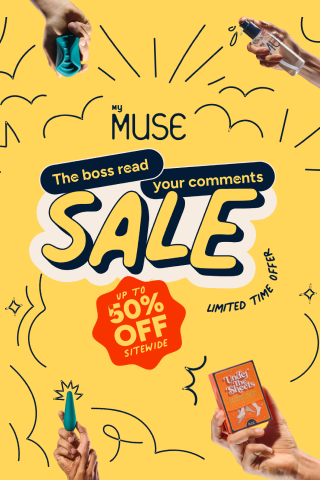 My
MUSE
The boss read
your comments
SALE
UP TO
50%
OFF
SITEWIDE
LIMITED TIME OFFER
"Under
The
Sheets"